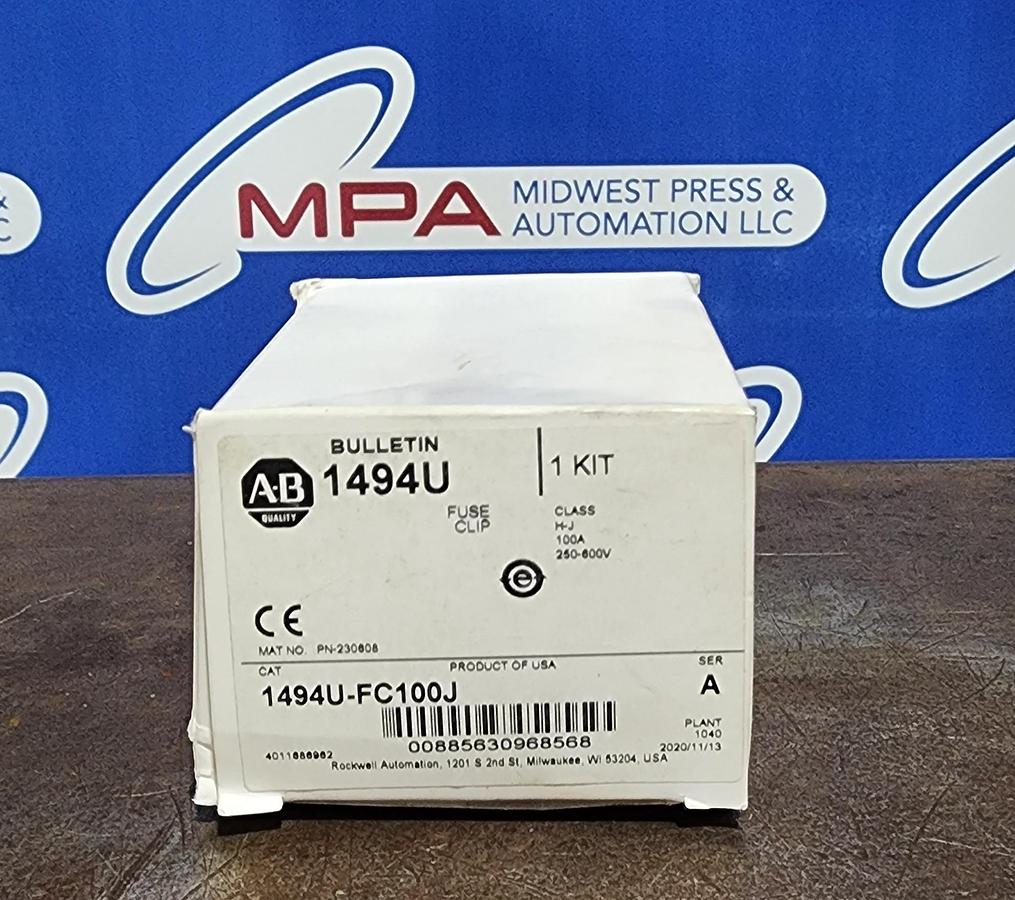 MPA MIDWEST PRESS &
AUTOMATION LLC
&
C
BULLETIN
1494U
1 KIT
A-B
QUALITY
FUSE
CLIP
CLASS
H-J
100A
250-600V
e
CE
MAT NO. PN-230608
CAT
PRODUCT OF USA
SER
1494U-FC100J
A
00885630968568
PLANT
1040
4011686962
2020/11/13
Rockwell Automation, 1201 S 2nd St, Milwaukee, WI 53204, USA